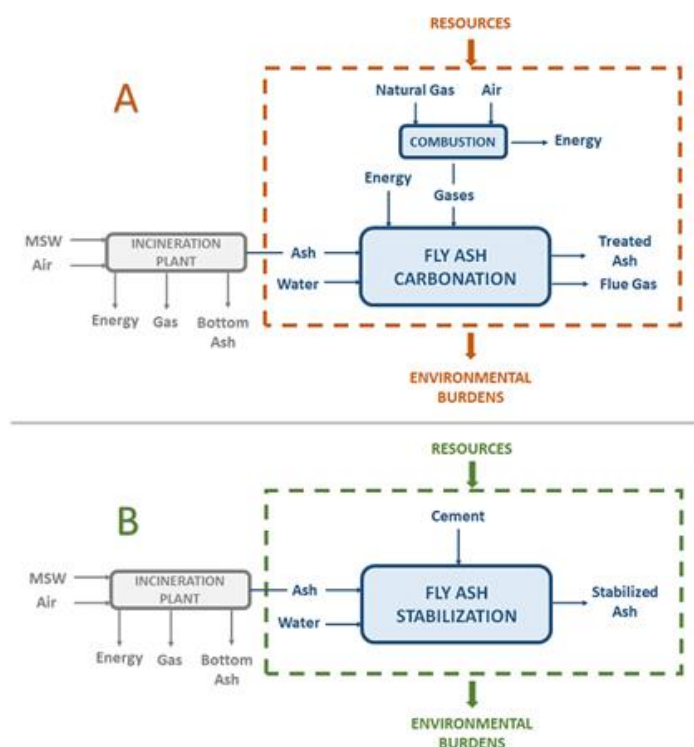 RESOURCES
A
Natural Gas
Air
COMBUSTION
Energy
Energy
Gases
MSW
Air
INCINERATION
PLANT
Ash
Water
FLY ASH
CARBONATION
Treated
Ash
Flue Gas
Energy
Gas
Bottom
Ash
ENVIRONMENTAL
BURDENS
RESOURCES
B
Cement
MSW
Air
INCINERATION
PLANT
Ash
Water
FLY ASH
STABILIZATION
Stabilized
Ash
Energy
Gas
Bottom
Ash
ENVIRONMENTAL
BURDENS